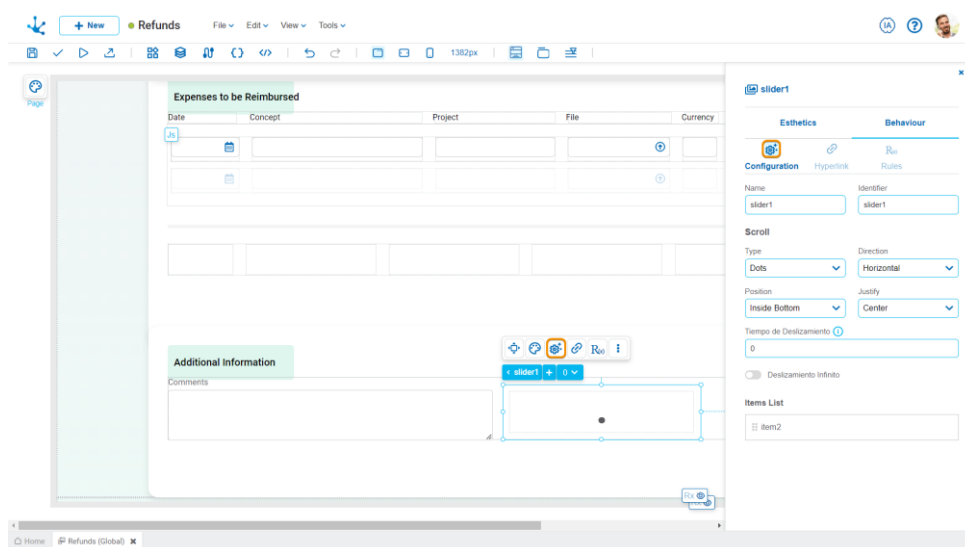 + New
Refunds
File
Edit
View
Tools
IA
?
1382px
Page
Expenses to be Reimbursed
Date
Concept
Project
File
Currency
Js
Additional Information
Comments
slider1
+
0
slider1
Esthetics
Behaviour
Configuration
Hyperlink
Rules
Name
Identifier
slider1
slider1
Scroll
Type
Direction
Dots
Horizontal
Position
Justify
Inside Bottom
Center
Tiempo de Deslizamiento
0
Deslizamiento Infinito
Items List
item2
Rx
Home
Refunds (Global)